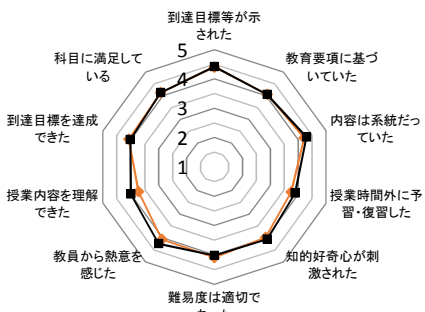 到達目標等が示
された
科目に満足して
いる
教育要項に基づ
いていた
5
4
3
2
1
到達目標を達成
できた
内容は系統だっ
ていた
授業内容を理解
できた
授業時間外に予
習・復習した
教員から熱意を
感じた
知的好奇心が刺
激された
難易度は適切で